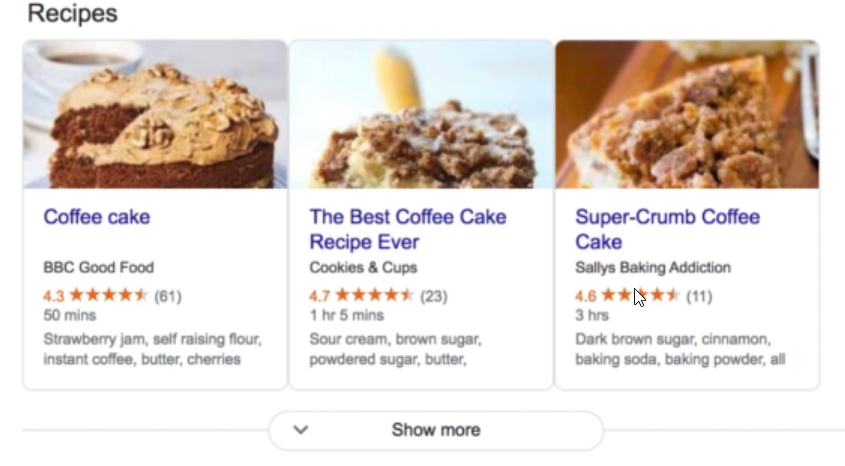 Recipes
Coffee cake
BBC Good Food
4.3 ★★★★★ (61)
50 mins
Strawberry jam, self raising flour,
instant coffee, butter, cherries
The Best Coffee Cake
Recipe Ever
Cookies & Cups
4.7 ★★★★★ (23)
1 hr 5 mins
Sour cream, brown sugar,
powdered sugar, butter,
Super-Crumb Coffee
Cake
Sallys Baking Addiction
4.6 ★★★★★ (11)
3 hrs
Dark brown sugar, cinnamon,
baking soda, baking powder, all
Show more